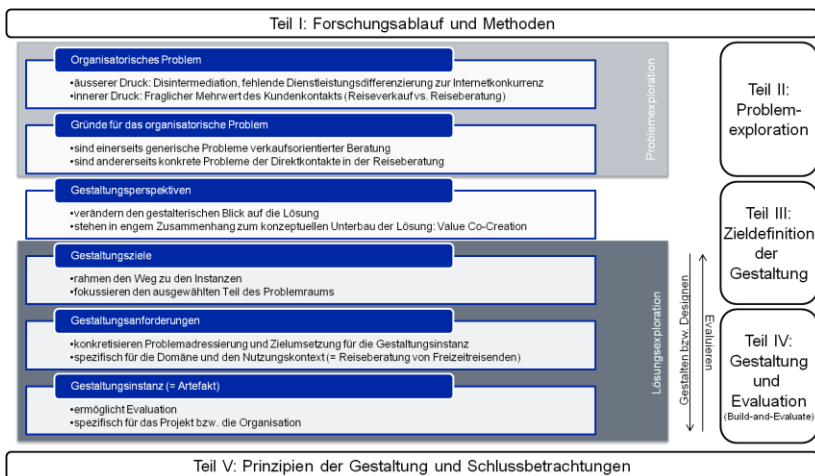 Teil I: Forschungsablauf und Methoden
Organisatorisches Problem
•äusserer Druck: Disintermediation, fehlende Dienstleistungsdifferenzierung zur Internetkonkurrenz
•innerer Druck: Fraglicher Mehrwert des Kundenkontakts (Reiseverkauf vs. Reiseberatung)
Gründe für das organisatorische Problem
•sind einerseits generische Probleme verkaufsorientierter Beratung
•sind andererseits konkrete Probleme der Direktkontakte in der Reiseberatung
Problemexploration
Teil II:
Problem-
exploration
Gestaltungsperspektiven
•verändern den gestalterischen Blick auf die Lösung
•stehen in engem Zusammenhang zum konzeptuellen Unterbau der Lösung: Value Co-Creation
Gestaltungsziele
•rahmen den Weg zu den Instanzen
•fokussieren den ausgewählten Teil des Problemraums
Gestaltungsanforderungen
•konkretisieren Problemadressierung und Zielumsetzung für die Gestaltungsinstanz
•spezifisch für die Domäne und den Nutzungskontext (= Reiseberatung von Freizeitreisenden)
Gestaltungsinstanz (= Artefakt)
•ermöglicht Evaluation
•spezifisch für das Projekt bzw. die Organisation
Lösungsexploration
Gestalten bzw. Designen
Evaluieren
Teil III:
Zieldefinition
der
Gestaltung
Teil IV:
Gestaltung
und
Evaluation
(Build-and-Evaluate)
Teil V: Prinzipien der Gestaltung und Schlussbetrachtungen